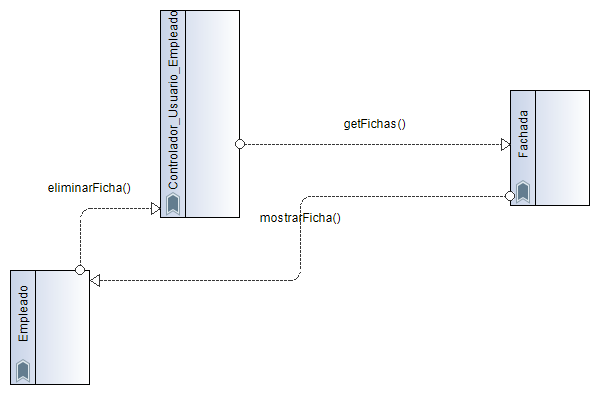 Controlador_Usuario_Empleado
getFichas()
Fachada
eliminarFicha()
mostrarFicha()
Empleado